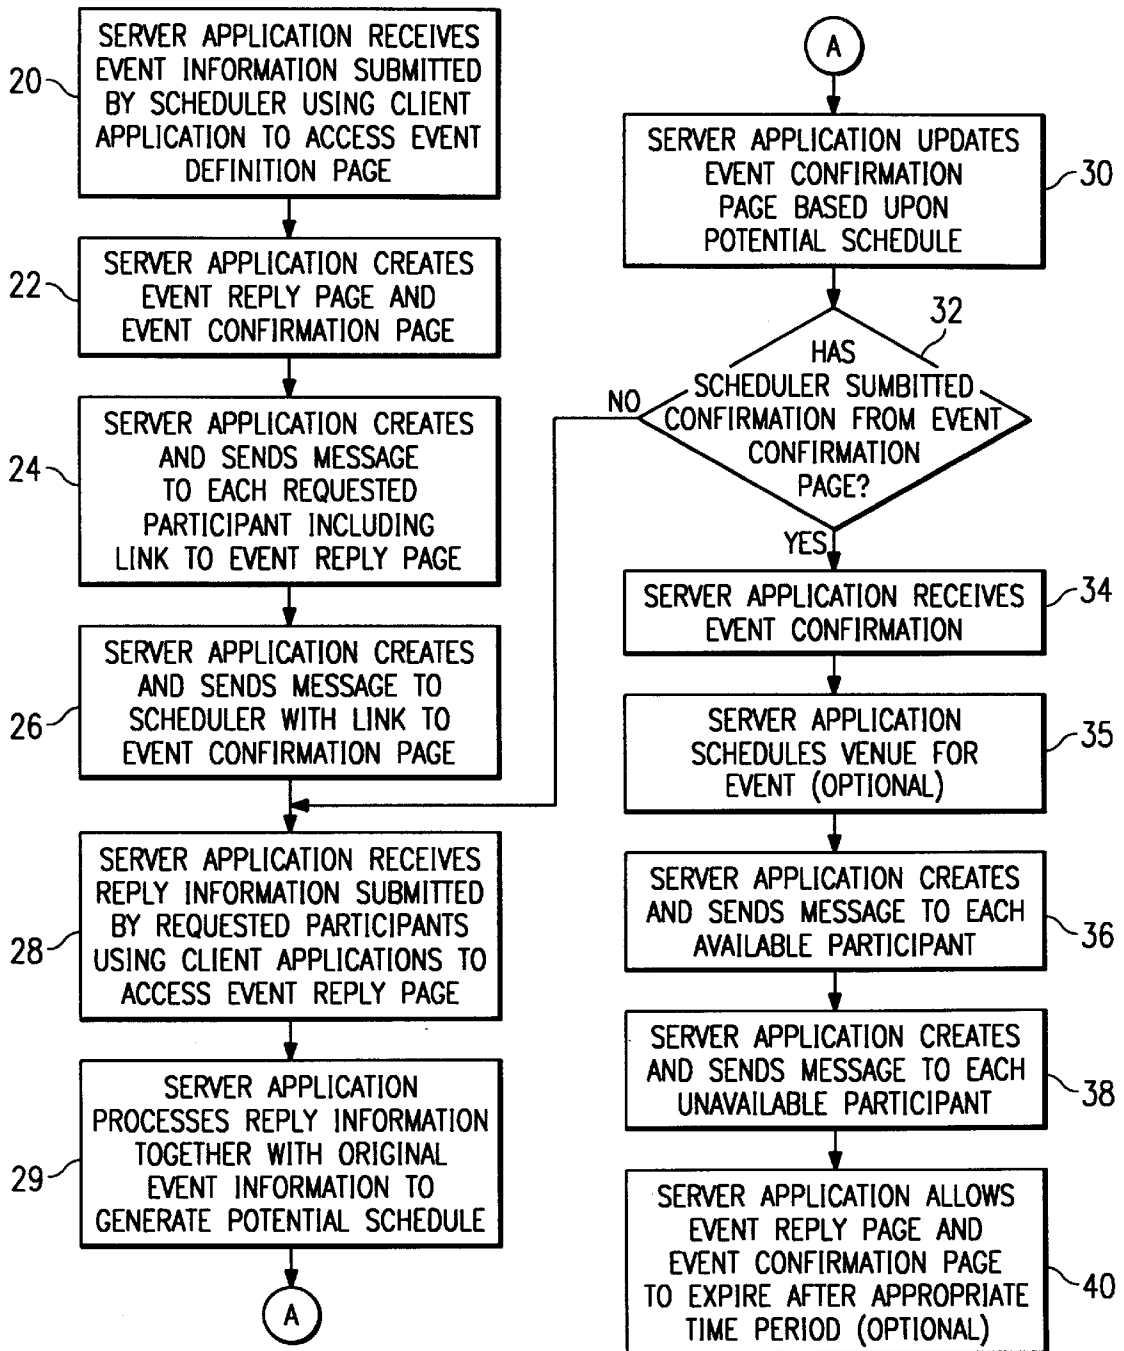 20
SERVER APPLICATION RECEIVES
EVENT INFORMATION SUBMITTED
BY SCHEDULER USING CLIENT
APPLICATION TO ACCESS EVENT
DEFINITION PAGE
22
SERVER APPLICATION CREATES
EVENT REPLY PAGE AND
EVENT CONFIRMATION PAGE
24
SERVER APPLICATION CREATES
AND SENDS MESSAGE
TO EACH REQUESTED
PARTICIPANT INCLUDING
LINK TO EVENT REPLY PAGE
26
SERVER APPLICATION CREATES
AND SENDS MESSAGE TO
SCHEDULER WITH LINK TO
EVENT CONFIRMATION PAGE
28
SERVER APPLICATION RECEIVES
REPLY INFORMATION SUBMITTED
BY REQUESTED PARTICIPANTS
USING CLIENT APPLICATIONS TO
ACCESS EVENT REPLY PAGE
29
SERVER APPLICATION
PROCESSES REPLY INFORMATION
TOGETHER WITH ORIGINAL
EVENT INFORMATION TO
GENERATE POTENTIAL SCHEDULE
A
A
SERVER APPLICATION UPDATES
EVENT CONFIRMATION
PAGE BASED UPON
POTENTIAL SCHEDULE
30
32
HAS
SCHEDULER SUMBITTED
CONFIRMATION FROM EVENT
CONFIRMATION
PAGE?
NO
YES
SERVER APPLICATION RECEIVES
EVENT CONFIRMATION
34
SERVER APPLICATION
SCHEDULES VENUE FOR
EVENT (OPTIONAL)
35
SERVER APPLICATION CREATES
AND SENDS MESSAGE TO EACH
AVAILABLE PARTICIPANT
36
SERVER APPLICATION CREATES
AND SENDS MESSAGE TO EACH
UNAVAILABLE PARTICIPANT
38
SERVER APPLICATION ALLOWS
EVENT REPLY PAGE AND
EVENT CONFIRMATION PAGE
TO EXPIRE AFTER APPROPRIATE
TIME PERIOD (OPTIONAL)
40